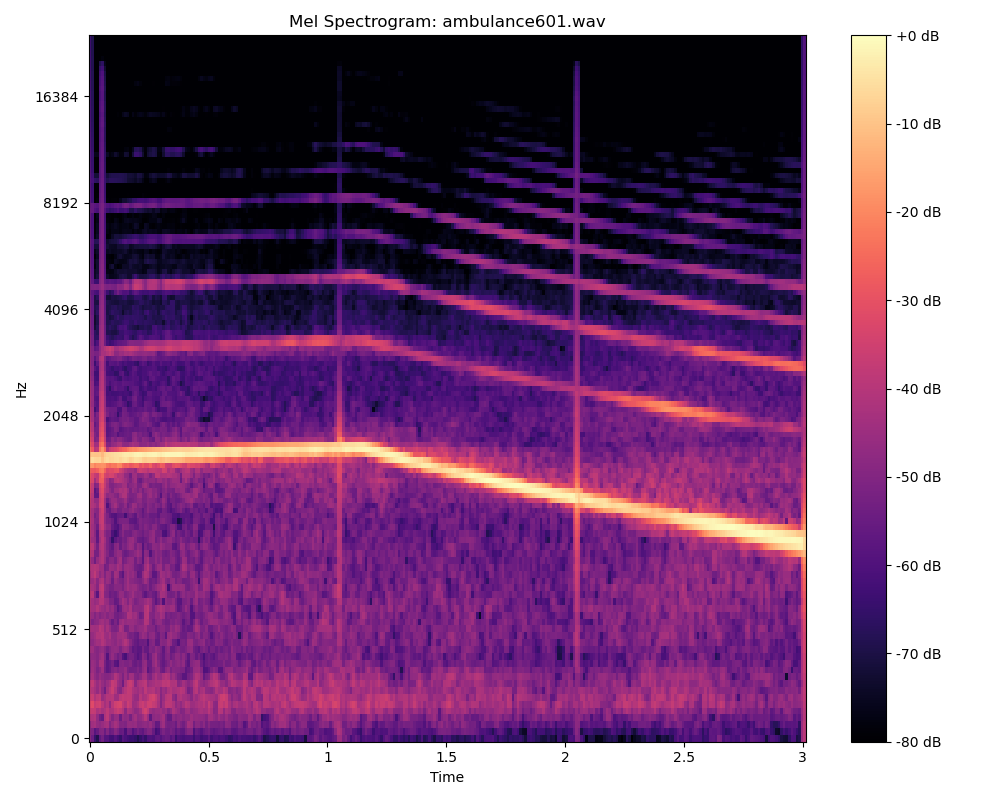 Mel Spectrogram: ambulance601.wav
Hz
16384
8192
4096
2048
1024
512
0
0
0.5
1
1.5
2
2.5
3
Time
+0 dB
-10 dB
-20 dB
-30 dB
-40 dB
-50 dB
-60 dB
-70 dB
-80 dB